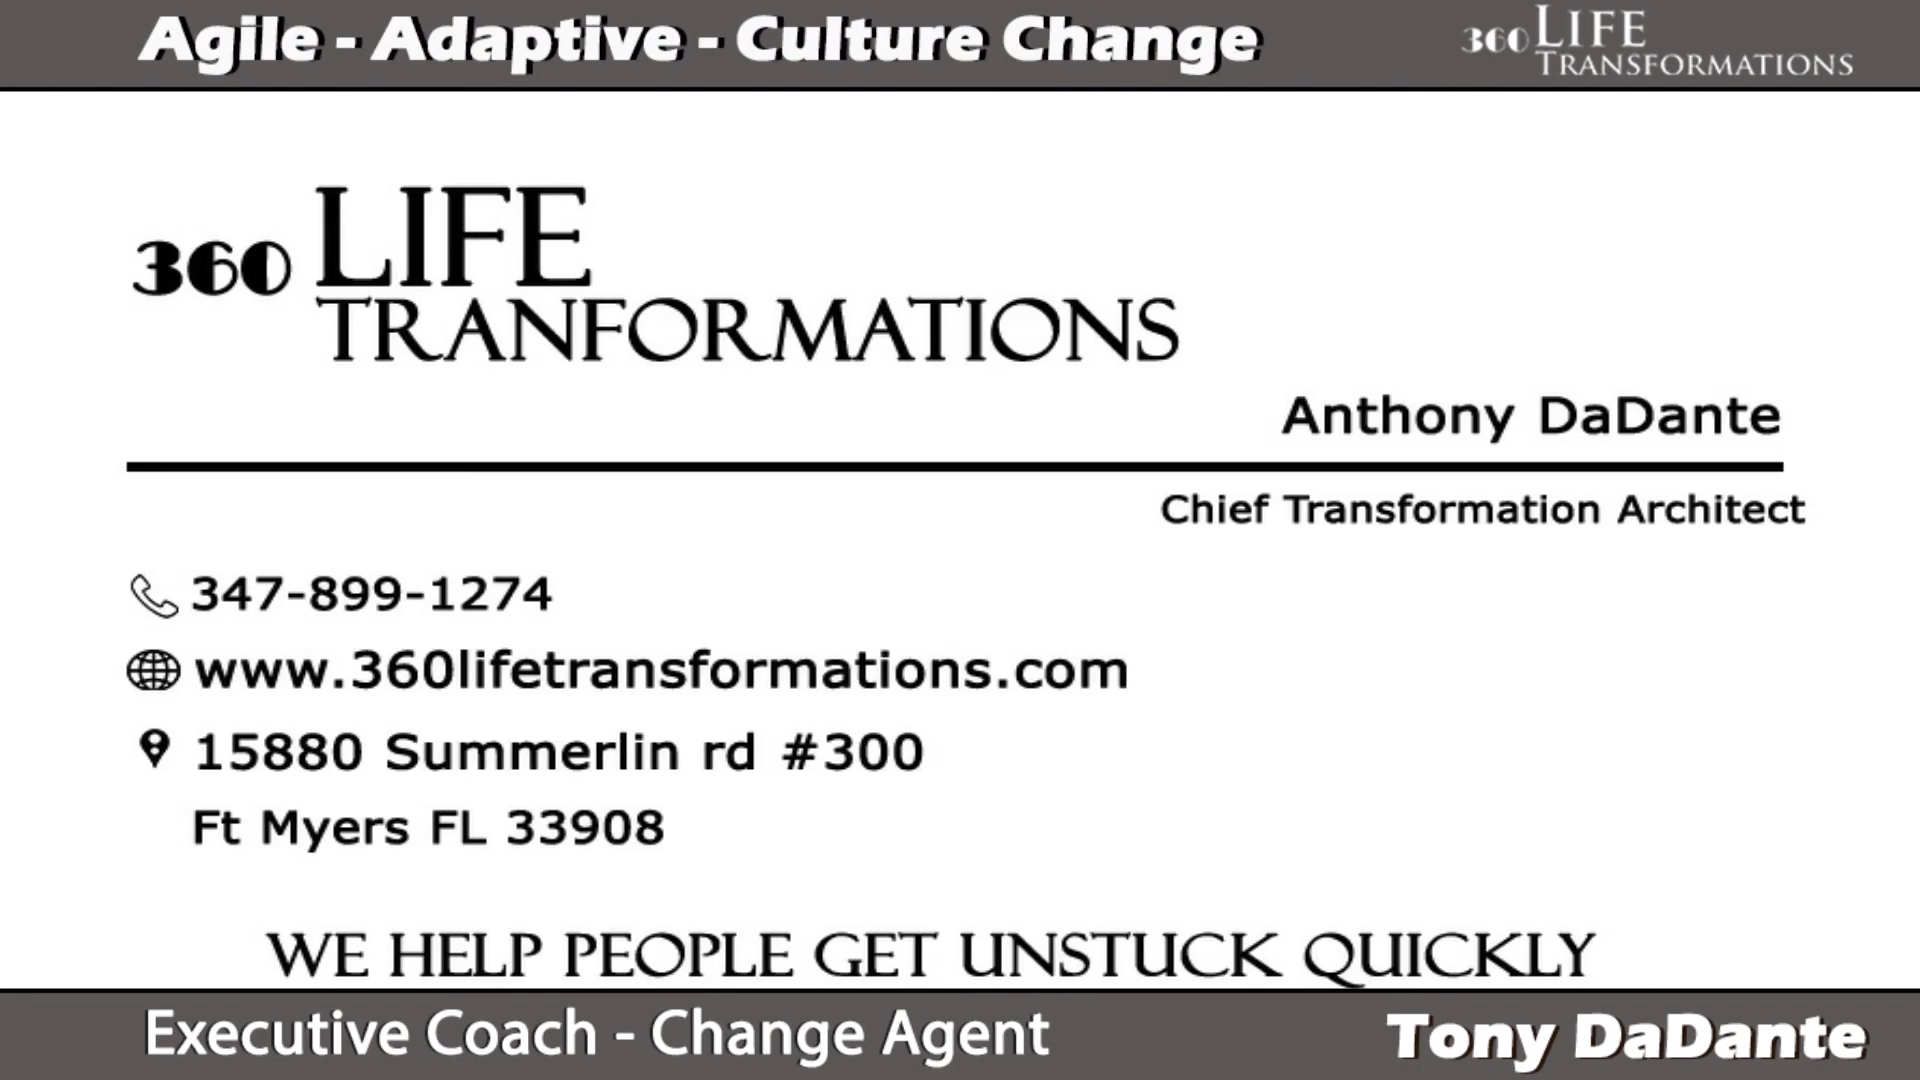 Agile - Adaptive - Culture Change
360 LIFE
TRANSFORMATIONS
360 LIFE
TRANFORMATIONS
Anthony DaDante
Chief Transformation Architect
347-899-1274
www.360lifetransformations.com
15880 Summerlin rd #300
Ft Myers FL 33908
WE HELP PEOPLE GET UNSTUCK QUICKLY
Executive Coach - Change Agent
Tony DaDante